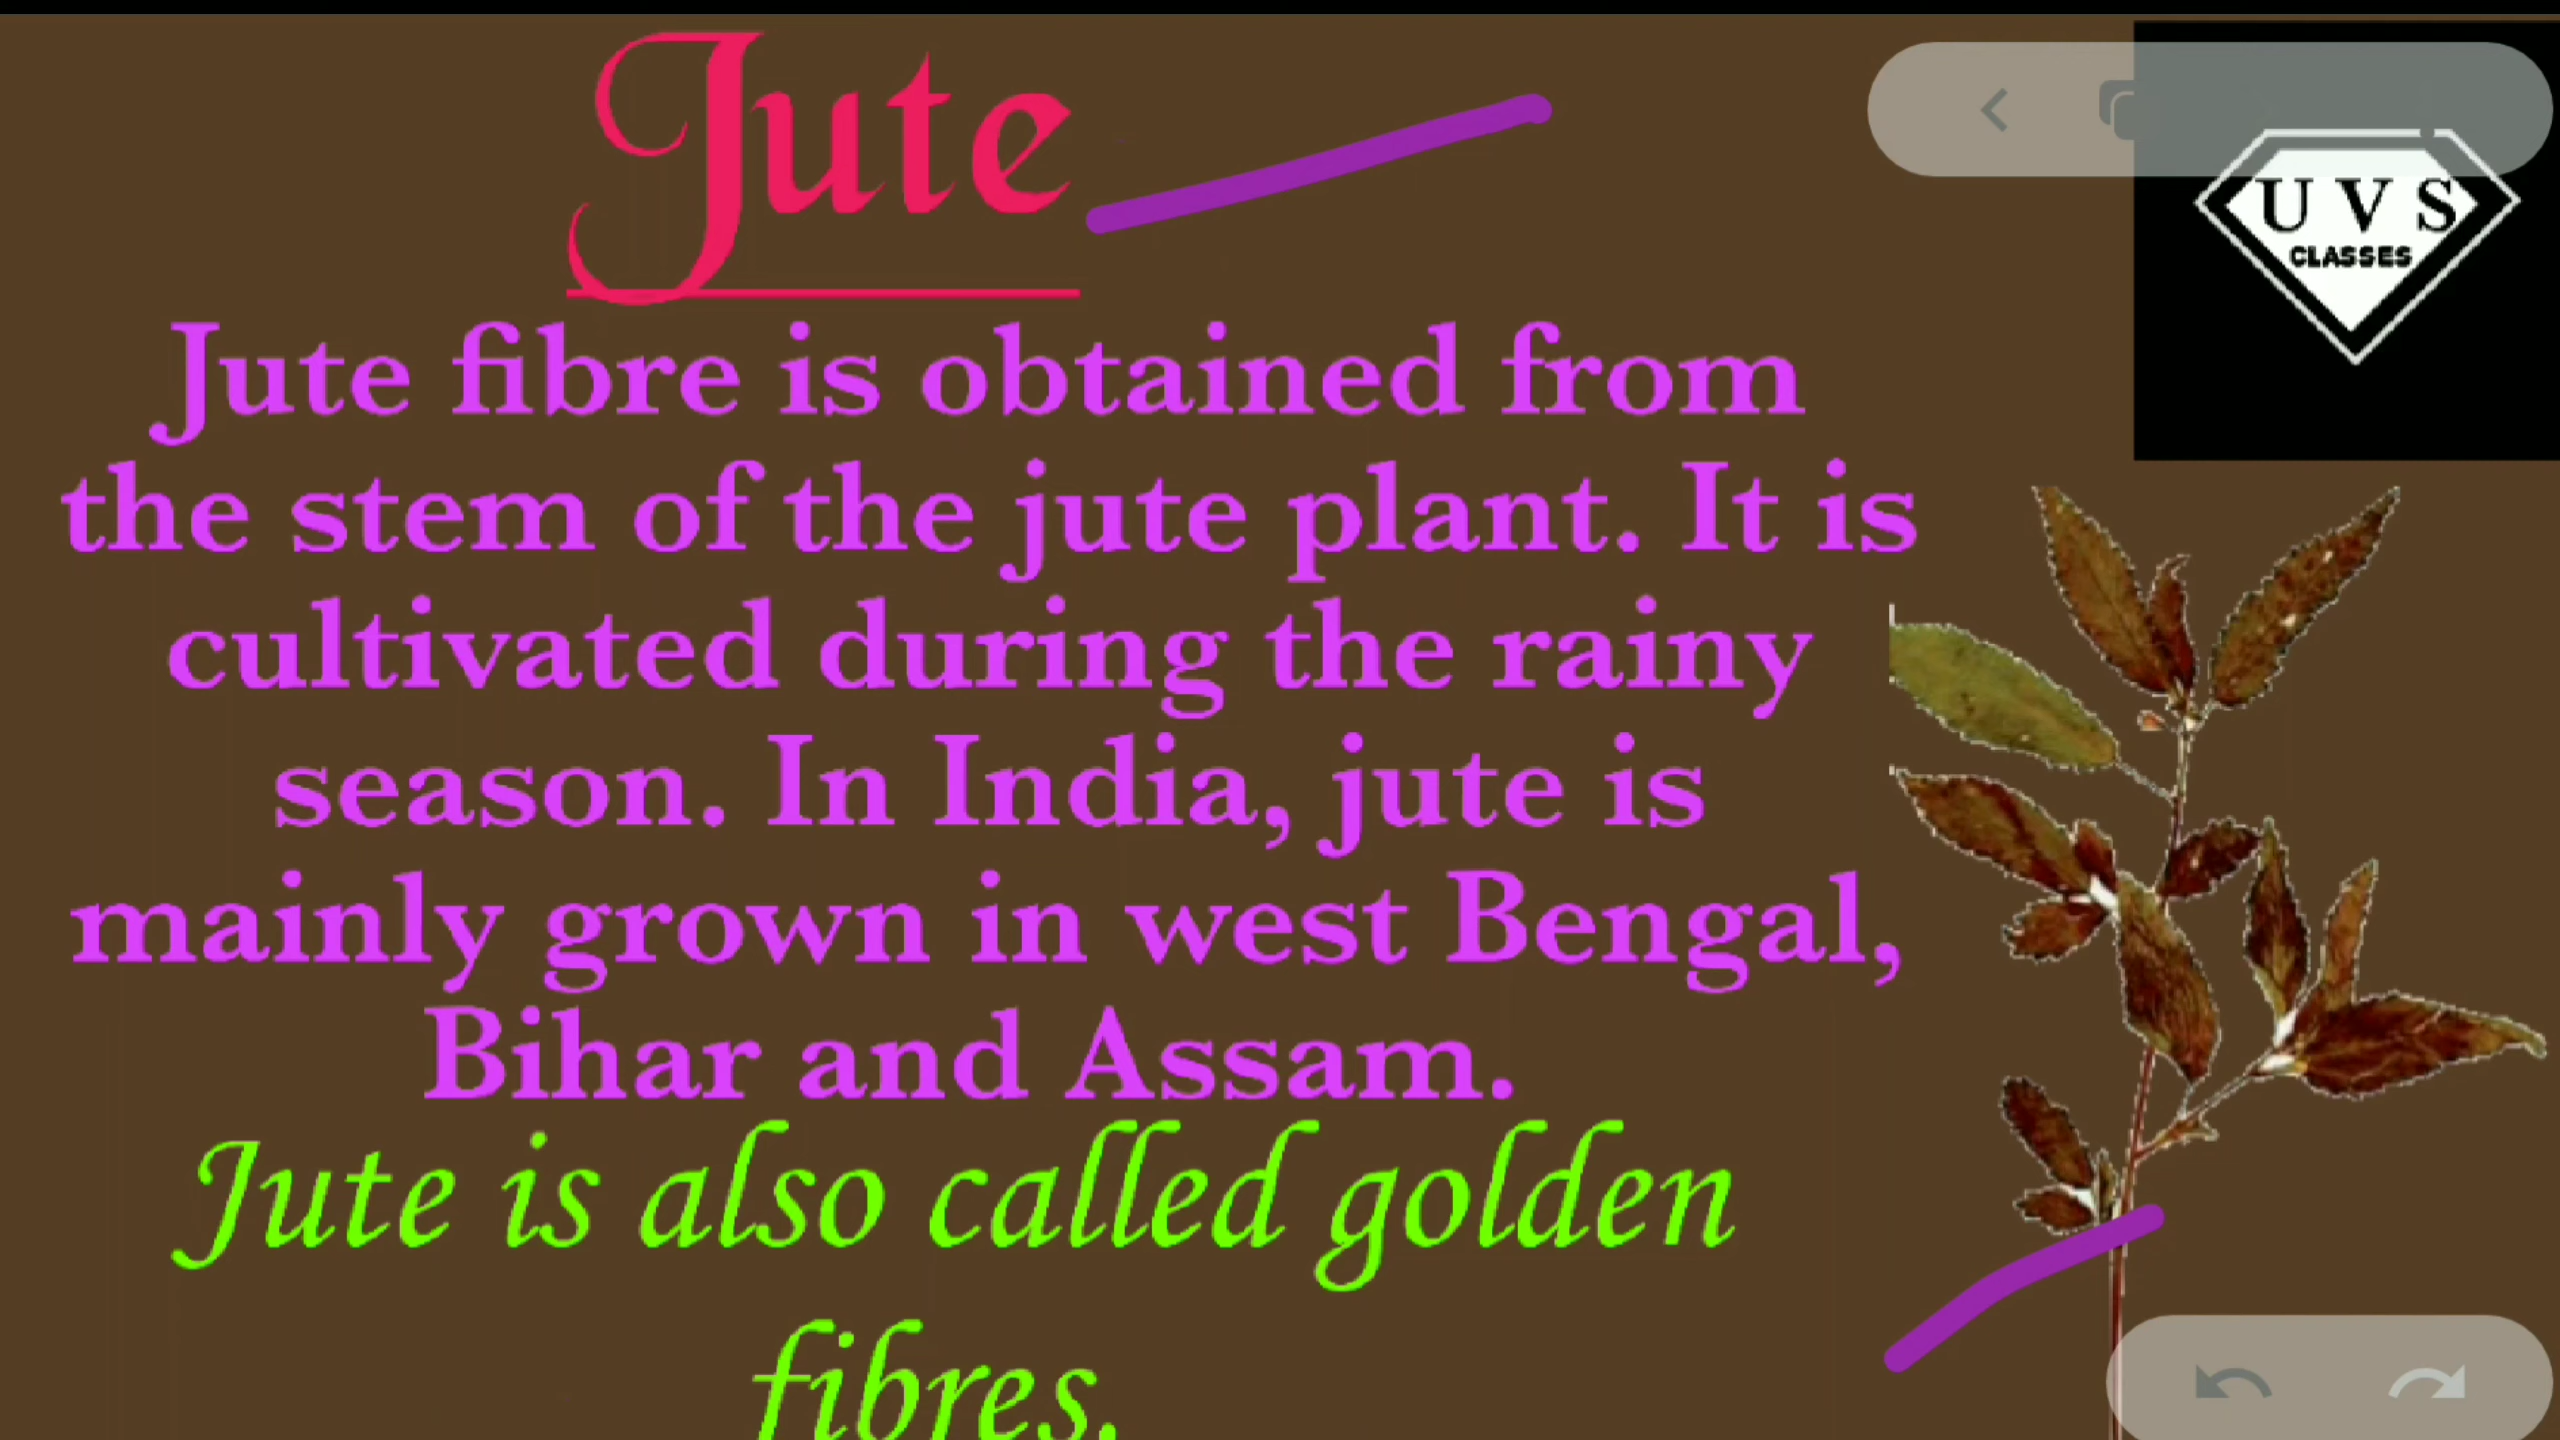 Jute
U V S
CLASSES
Jute fibre is obtained from
the stem of the jute plant. It is
cultivated during the rainy
season. In India, jute is
mainly grown in west Bengal,
Bihar and Assam.
Jute is also called golden
fibres.